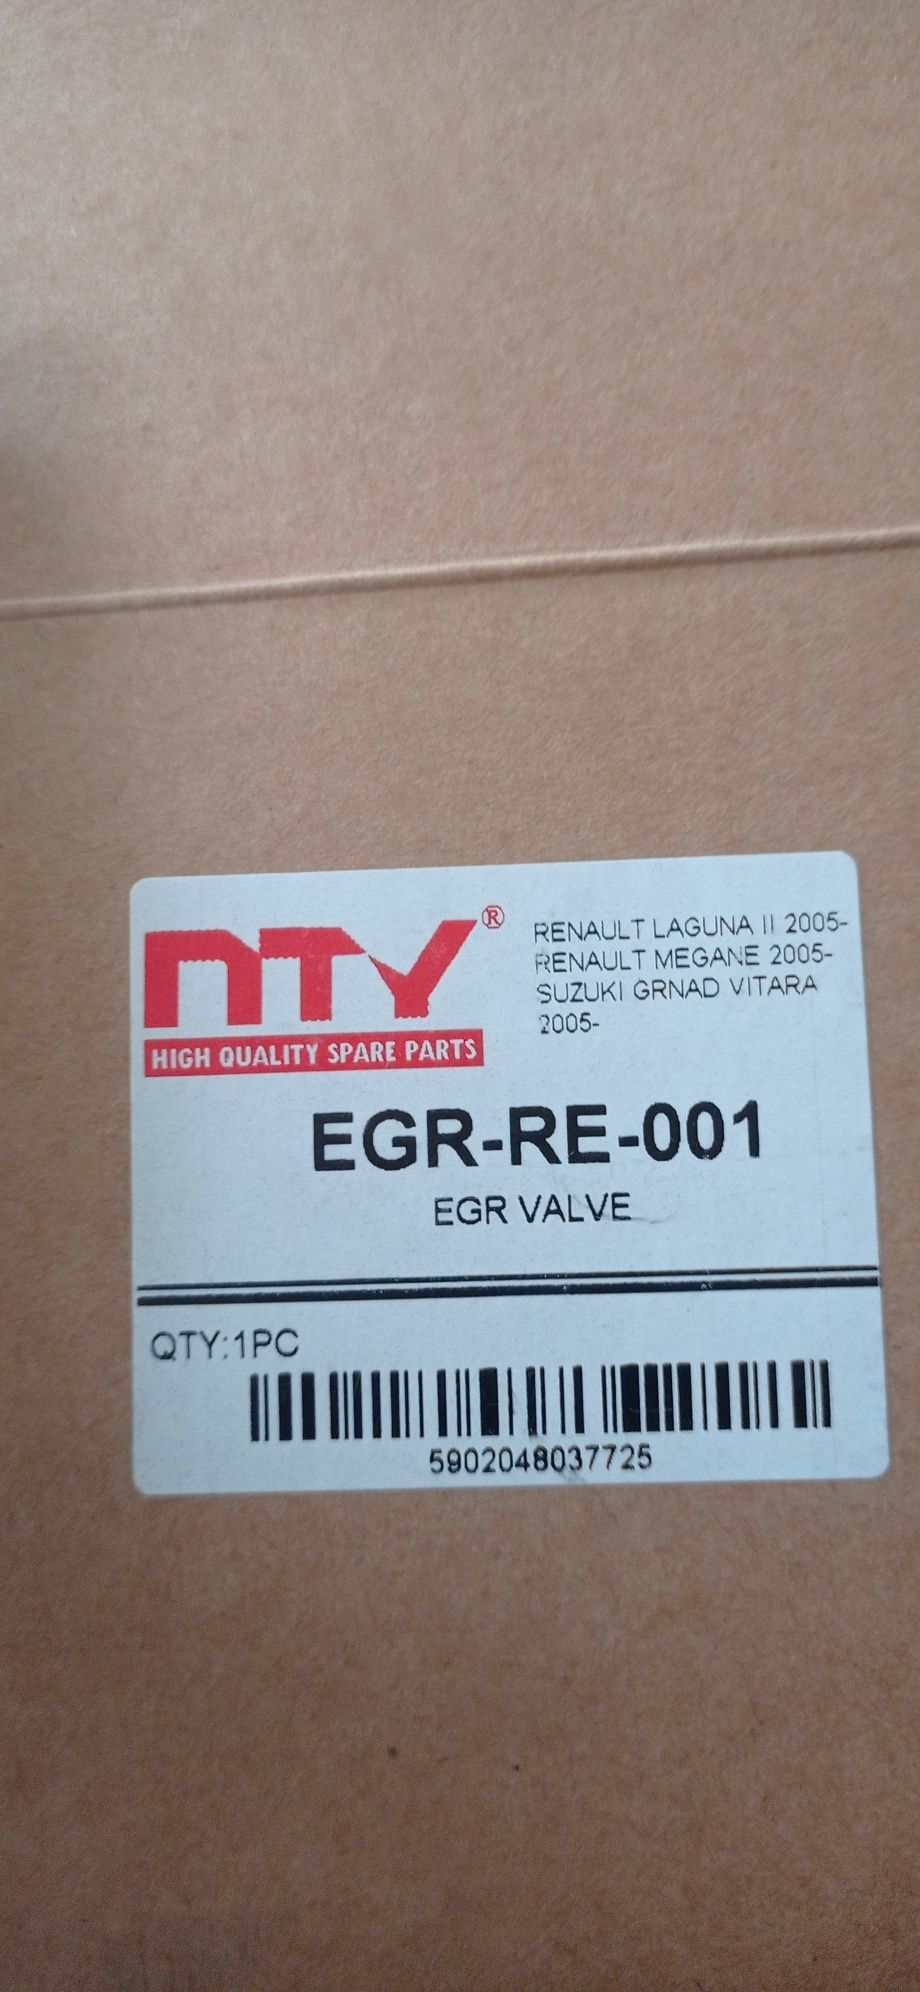 NTY®
HIGH QUALITY SPARE PARTS
RENAULT LAGUNA II 2005-
RENAULT MEGANE 2005-
SUZUKI GRNAD VITARA
2005-
EGR-RE-001
EGR VALVE
QTY:1PC
5902048037725